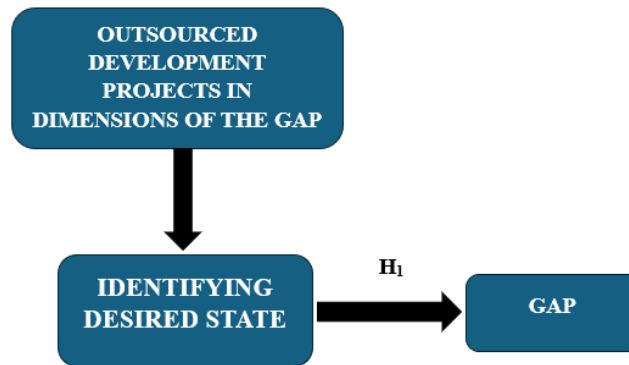 OUTSOURCED
DEVELOPMENT
PROJECTS IN
DIMENSIONS OF THE GAP
IDENTIFYING
DESIRED STATE
H₁
GAP